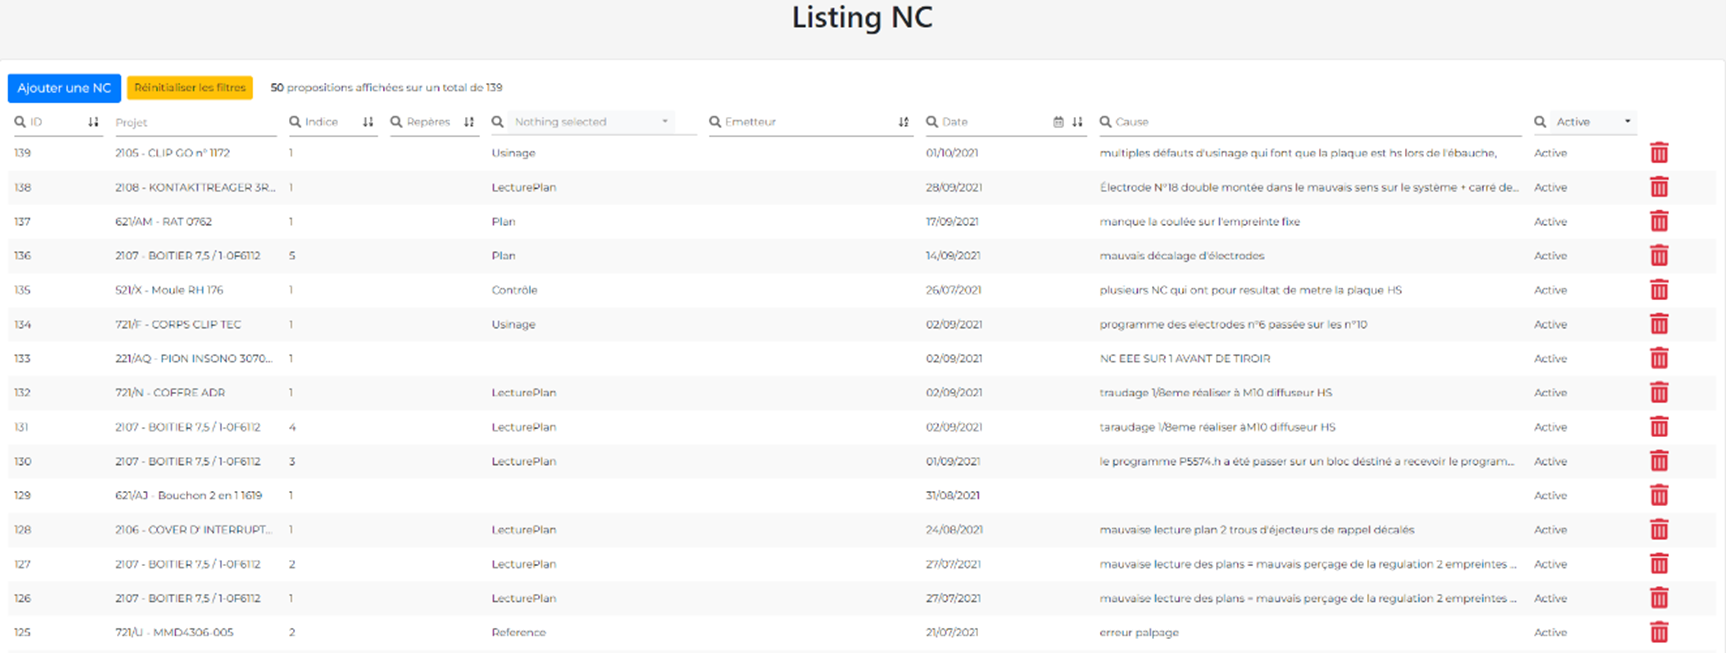 Listing NC
Ajouter une NC Réinitialiser les filtres 50 propositions affichées sur un total de 139
ID Projet Indice Repères Nothing selected Emetteur Date Cause Active
139 2105 - CLIP GO n° 1172 1 Usinage 01/10/2021 multiples défauts d'usinage qui font que la plaque est hs lors de l'ébauche, Active
138 2108 - KONTAKTTREAGER 3R... 1 LecturePlan 28/09/2021 Électrode N°18 double montée dans le mauvais sens sur le système + carré de... Active
137 621/AM - RAT 0762 1 Plan 17/09/2021 manque la coulée sur l'empreinte fixe Active
136 2107 - BOITIER 7,5 / 1-0F6112 5 Plan 14/09/2021 mauvais décalage d'électrodes Active
135 521/X - Moule RH 176 1 Contrôle 26/07/2021 plusieurs NC qui ont pour resultat de metre la plaque HS Active
134 721/F - CORPS CLIP TEC 1 Usinage 02/09/2021 programme des electrodes n°6 passée sur les n°10 Active
133 221/AQ - PION INSONO 3070... 1 02/09/2021 NC EEE SUR 1 AVANT DE TIROIR Active
132 721/N - COFFRE ADR 1 LecturePlan 02/09/2021 traudage 1/8eme réaliser à M10 diffuseur HS Active
131 2107 - BOITIER 7,5 / 1-0F6112 4 LecturePlan 02/09/2021 taraudage 1/8eme réaliser àM10 diffuseur HS Active
130 2107 - BOITIER 7,5 / 1-0F6112 3 LecturePlan 01/09/2021 le programme P5574.h a été passer sur un bloc déstiné a recevoir le program... Active
129 621/AJ - Bouchon 2 en 1 1619 1 31/08/2021 Active
128 2106 - COVER D' INTERRUPT... 1 LecturePlan 24/08/2021 mauvaise lecture plan 2 trous d'éjecteurs de rappel décalés Active
127 2107 - BOITIER 7,5 / 1-0F6112 2 LecturePlan 27/07/2021 mauvaise lecture des plans = mauvais perçage de la regulation 2 empreintes ... Active
126 2107 - BOITIER 7,5 / 1-0F6112 1 LecturePlan 27/07/2021 mauvaise lecture des plans = mauvais perçage de la regulation 2 empreintes ... Active
125 721/U - MMD4306-005 2 Reference 21/07/2021 erreur palpage Active